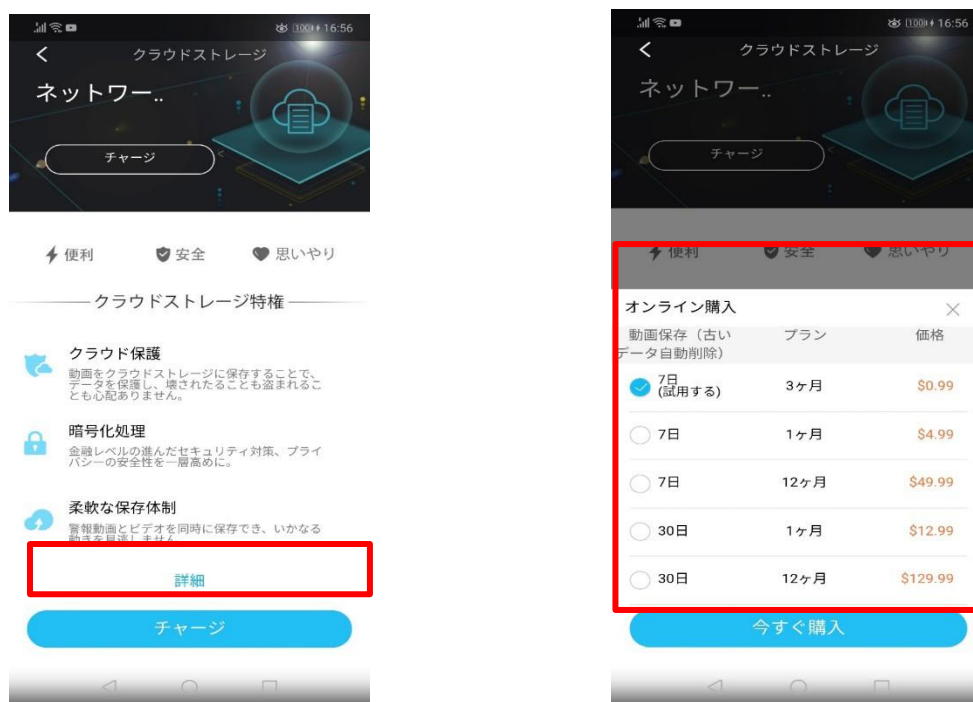 100 16:56
クラウドストレージ
ネットワー..
チャージ
便利 安全 思いやり
クラウドストレージ特権
クラウド保護
動画をクラウドストレージに保存することで、
データを保護し、壊されたることも盗まれるこ
とも心配ありません。
暗号化処理
金融レベルの進んだセキュリティ対策、プライ
バシーの安全性を一層高めに。
柔軟な保存体制
警報動画とビデオを同時に保存でき、いかなる
動きを見逃しません
詳細
チャージ
100 16:56
クラウドストレージ
ネットワー..
チャージ
便利 安全 思いやり
オンライン購入
動画保存（古い プラン 価格
データ自動削除）
7日 3ヶ月 $0.99
(試用する)
7日 1ヶ月 $4.99
7日 12ヶ月 $49.99
30日 1ヶ月 $12.99
30日 12ヶ月 $129.99
今すぐ購入